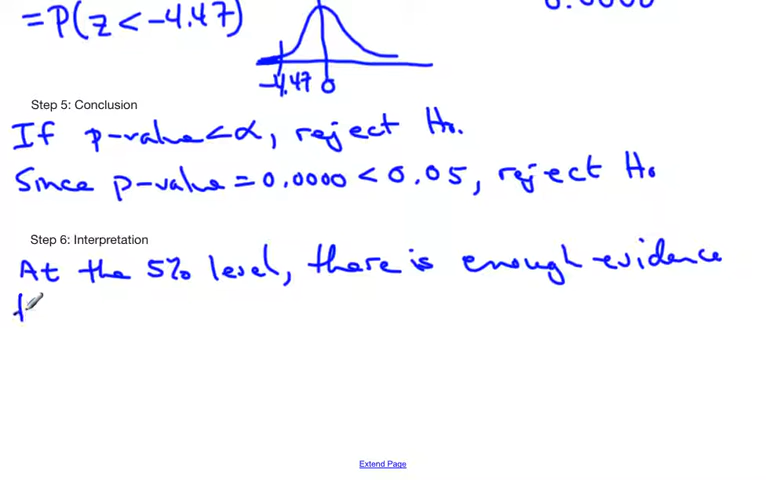 =P(z<-4.47)
0.0000
-4.47 0
Step 5: Conclusion
If p-value<α, reject H₀.
Since p-value=0.0000<0.05, reject H₀
Step 6: Interpretation
At the 5% level, there is enough evidence
Extend Page